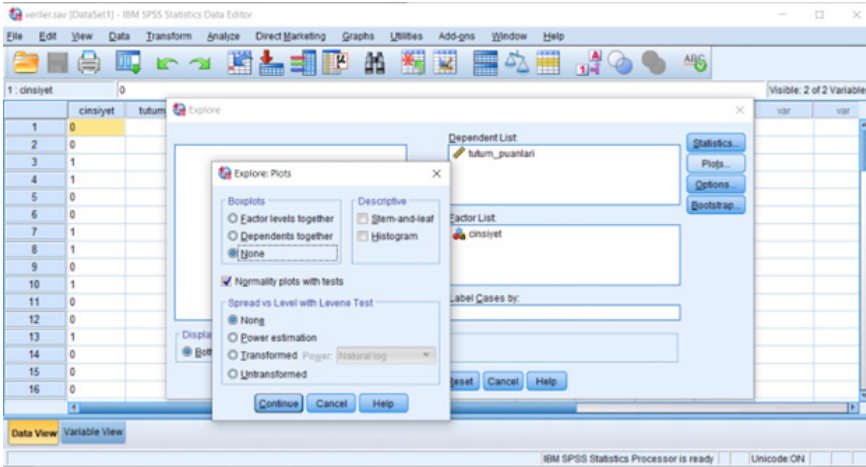 veriler.sav [DataSet1] - IBM SPSS Statistics Data Editor
File Edit View Data Transform Analyze Direct Marketing Graphs Utilities Add-ons Window Help
1 : cinsiyet 0 Visible: 2 of 2 Variable
cinsiyet tutum var var
1 0
2 0
3 1
4 1
5 0
6 0
7 1
8 1
9 0
10 1
11 0
12 0
13 1
14 0
15 0
16 0
Explore
Dependent List:
tutum_puanlari
Factor List:
cinsiyet
Label Cases by:
Statistics...
Plots...
Options...
Bootstrap...
Displa
Both
Reset Cancel Help
Explore: Plots
Boxplots
Factor levels together
Dependents together
None
Descriptive
Stem-and-leaf
Histogram
Normality plots with tests
Spread vs Level with Levene Test
None
Power estimation
Transformed Power: Natural log
Untransformed
Continue Cancel Help
Data View Variable View
IBM SPSS Statistics Processor is ready Unicode:ON